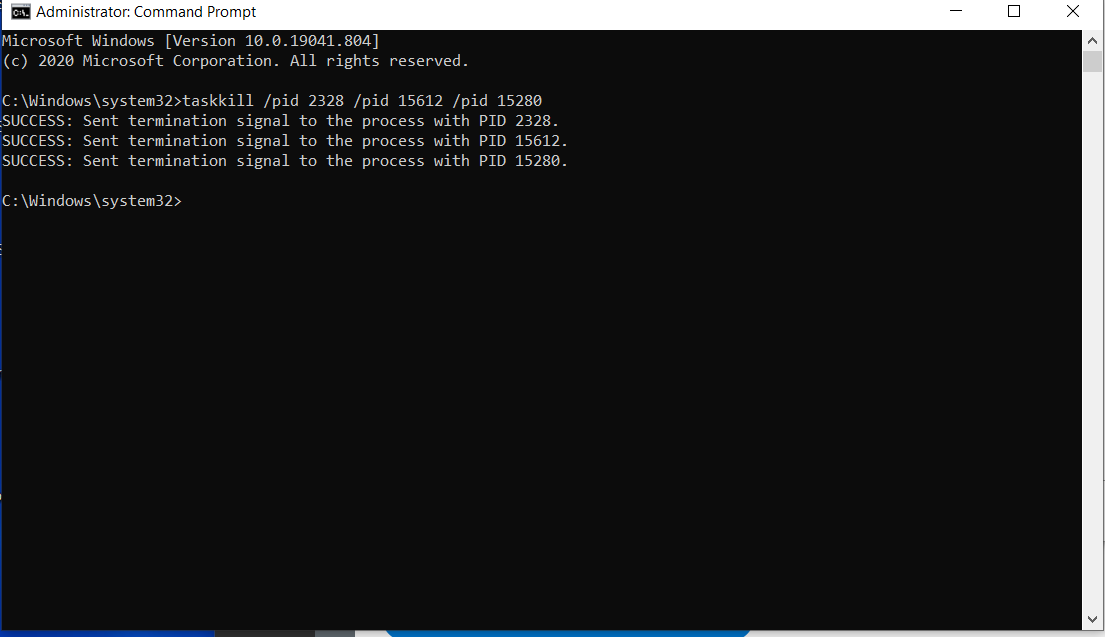 Administrator: Command Prompt
Microsoft Windows [Version 10.0.19041.804]
(c) 2020 Microsoft Corporation. All rights reserved.
C:\Windows\system32>taskkill /pid 2328 /pid 15612 /pid 15280
SUCCESS: Sent termination signal to the process with PID 2328.
SUCCESS: Sent termination signal to the process with PID 15612.
SUCCESS: Sent termination signal to the process with PID 15280.
C:\Windows\system32>